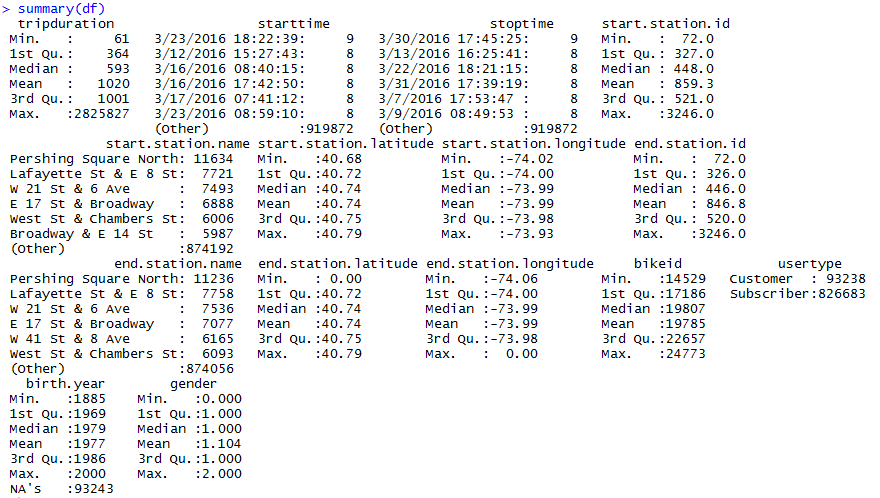 > summary(df)
  tripduration                  starttime                    stoptime      start.station.id
 Min.   :     61   3/23/2016 18:22:39:     9   3/30/2016 17:45:25:     9   Min.   :  72.0
 1st Qu.:    364   3/12/2016 15:27:43:     8   3/13/2016 16:25:41:     8   1st Qu.: 327.0
 Median :    593   3/16/2016 08:40:15:     8   3/22/2016 18:21:15:     8   Median : 448.0
 Mean   :   1020   3/16/2016 17:42:50:     8   3/31/2016 17:39:19:     8   Mean   : 859.3
 3rd Qu.:   1001   3/17/2016 07:41:12:     8   3/7/2016 17:53:47 :     8   3rd Qu.: 521.0
 Max.   :2825827   3/23/2016 08:59:10:     8   3/9/2016 08:49:53 :     8   Max.   :3246.0
                   (Other)           :919872   (Other)           :919872
             start.station.name start.station.latitude start.station.longitude end.station.id
 Pershing Square North: 11634   Min.   :40.68          Min.   :-74.02          Min.   :  72.0
 Lafayette St & E 8 St:  7721   1st Qu.:40.72          1st Qu.:-74.00          1st Qu.: 326.0
 W 21 St & 6 Ave      :  7493   Median :40.74          Median :-73.99          Median : 446.0
 E 17 St & Broadway   :  6888   Mean   :40.74          Mean   :-73.99          Mean   : 846.8
 West St & Chambers St:  6006   3rd Qu.:40.75          3rd Qu.:-73.98          3rd Qu.: 520.0
 Broadway & E 14 St   :  5987   Max.   :40.79          Max.   :-73.93          Max.   :3246.0
 (Other)              :874192
              end.station.name  end.station.latitude end.station.longitude     bikeid           usertype
 Pershing Square North: 11236   Min.   : 0.00        Min.   :-74.06        Min.   :14529   Customer  : 93238
 Lafayette St & E 8 St:  7758   1st Qu.:40.72        1st Qu.:-74.00        1st Qu.:17186   Subscriber:826683
 W 21 St & 6 Ave      :  7536   Median :40.74        Median :-73.99        Median :19807
 E 17 St & Broadway   :  7077   Mean   :40.74        Mean   :-73.99        Mean   :19785
 W 41 St & 8 Ave      :  6165   3rd Qu.:40.75        3rd Qu.:-73.98        3rd Qu.:22657
 West St & Chambers St:  6093   Max.   :40.79        Max.   :  0.00        Max.   :24773
 (Other)              :874056
   birth.year        gender
 Min.   :1885    Min.   :0.000
 1st Qu.:1969    1st Qu.:1.000
 Median :1979    Median :1.000
 Mean   :1977    Mean   :1.104
 3rd Qu.:1986    3rd Qu.:1.000
 Max.   :2000    Max.   :2.000
 NA's   :93243